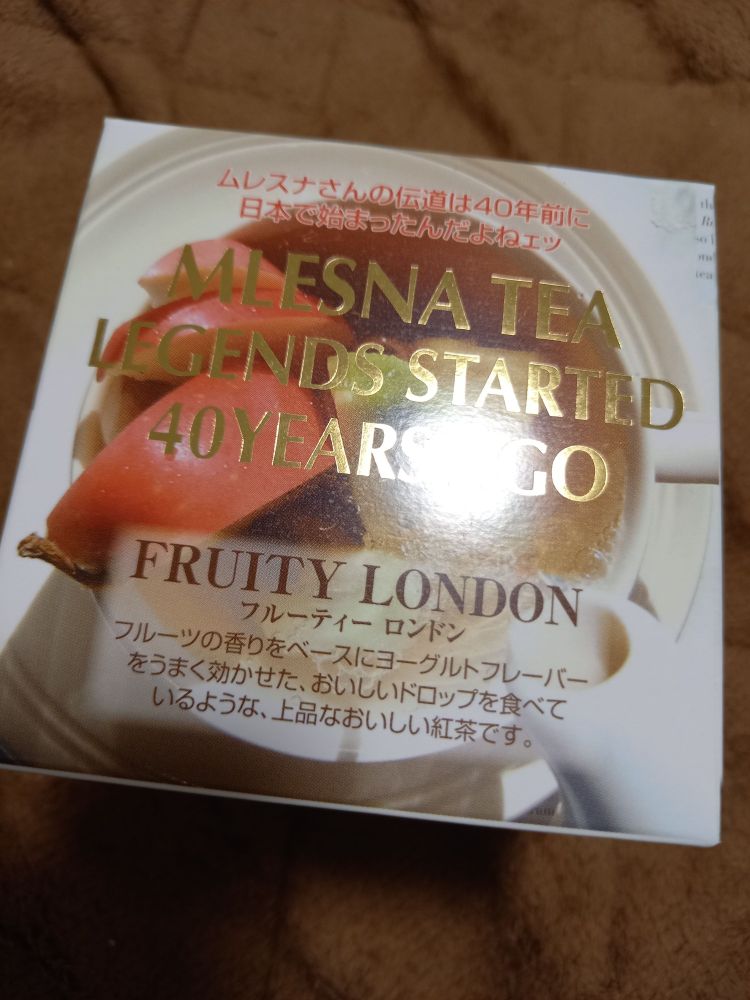 ムレスナさんの伝道は40年前に
日本で始まったんだよねェッ
MLESNA TEA
LEGENDS STARTED
40YEARS AGO
FRUITY LONDON
フルーティー ロンドン
フルーツの香りをベースにヨーグルトフレーバー
をうまく効かせた、おいしいドロップを食べて
いるような、上品なおいしい紅茶です。